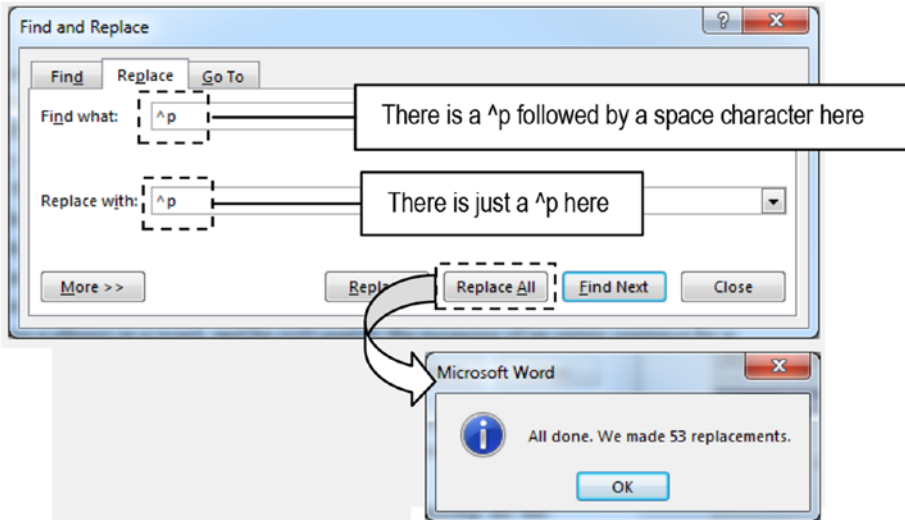 Find and Replace
Find Replace Go To
Find what: ^p
There is a ^p followed by a space character here
Replace with: ^p
There is just a ^p here
More >> Replace All Find Next Close
Microsoft Word
All done. We made 53 replacements.
OK